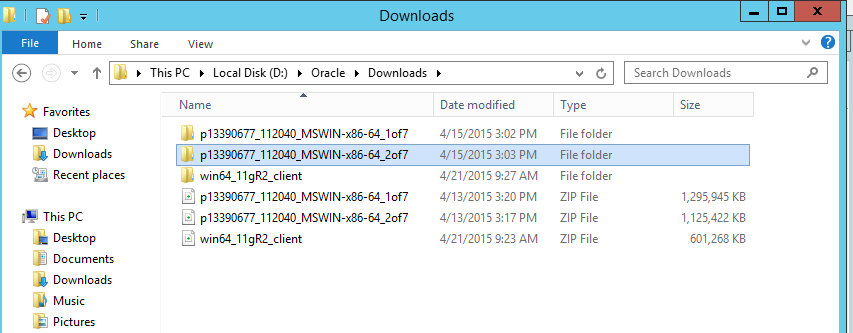 Downloads
File Home Share View
This PC Local Disk (D:) Oracle Downloads Search Downloads
Name Date modified Type Size
Favorites
Desktop
Downloads
Recent places
This PC
Desktop
Documents
Downloads
Music
Pictures
p13390677_112040_MSWIN-x86-64_1of7 4/15/2015 3:02 PM File folder
p13390677_112040_MSWIN-x86-64_2of7 4/15/2015 3:03 PM File folder
win64_11gR2_client 4/21/2015 9:27 AM File folder
p13390677_112040_MSWIN-x86-64_1of7 4/13/2015 3:20 PM ZIP File 1,295,945 KB
p13390677_112040_MSWIN-x86-64_2of7 4/13/2015 3:17 PM ZIP File 1,125,422 KB
win64_11gR2_client 4/21/2015 9:23 AM ZIP File 601,268 KB